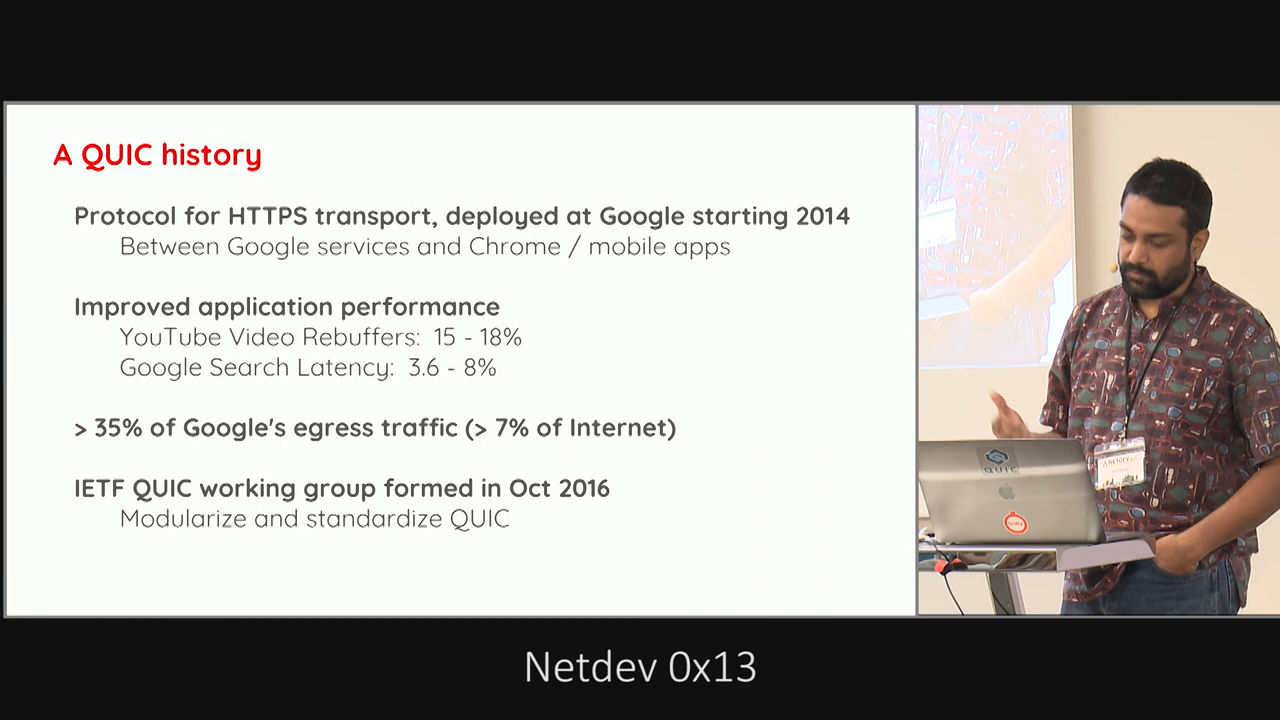 A QUIC history
Protocol for HTTPS transport, deployed at Google starting 2014
Between Google services and Chrome / mobile apps
Improved application performance
YouTube Video Rebuffers: 15 - 18%
Google Search Latency: 3.6 - 8%
> 35% of Google's egress traffic (> 7% of Internet)
IETF QUIC working group formed in Oct 2016
Modularize and standardize QUIC
QUIC
NETDEV
Netdev 0x13